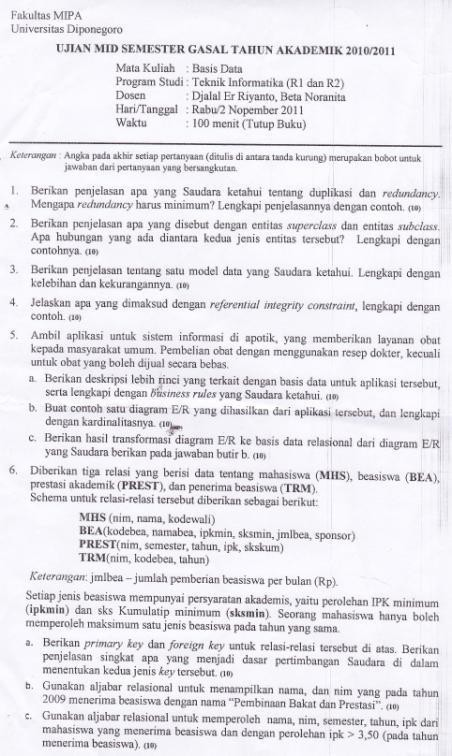 Fakultas MIPA
Universitas Diponegoro
UJIAN MID SEMESTER GASAL TAHUN AKADEMIK 2010/2011
Mata Kuliah : Basis Data
Program Studi : Teknik Informatika (R1 dan R2)
Dosen : Djalal Er Riyanto, Beta Noranita
Hari/Tanggal : Rabu/2 Nopember 2011
Waktu : 100 menit (Tutup Buku)
Keterangan : Angka pada akhir setiap pertanyaan (ditulis di antara tanda kurung) merupakan bobot untuk
jawaban dari pertanyaan yang bersangkutan.
1. Berikan penjelasan apa yang Saudara ketahui tentang duplikasi dan redundancy.
Mengapa redundancy harus minimum? Lengkapi penjelasannya dengan contoh. (10)
2. Berikan penjelasan apa yang disebut dengan entitas superclass dan entitas subclass.
Apa hubungan yang ada diantara kedua jenis entitas tersebut? Lengkapi dengan
contohnya. (10)
3. Berikan penjelasan tentang satu model data yang Saudara ketahui. Lengkapi dengan
kelebihan dan kekurangannya. (10)
4. Jelaskan apa yang dimaksud dengan referential integrity constraint, lengkapi dengan
contoh. (10)
5. Ambil aplikasi untuk sistem informasi di apotik, yang memberikan layanan obat
kepada masyarakat umum. Pembelian obat dengan menggunakan resep dokter, kecuali
untuk obat yang boleh dijual secara bebas.
a. Berikan deskripsi lebih rinci yang terkait dengan basis data untuk aplikasi tersebut,
serta lengkapi dengan business rules yang Saudara ketahui. (10)
b. Buat contoh satu diagram E/R yang dihasilkan dari aplikasi tersebut, dan lengkapi
dengan kardinalitasnya. (10)
c. Berikan hasil transformasi diagram E/R ke basis data relasional dari diagram E/R
yang Saudara berikan pada jawaban butir b. (10)
6. Diberikan tiga relasi yang berisi data tentang mahasiswa (MHS), beasiswa (BEA),
prestasi akademik (PREST), dan penerima beasiswa (TRM).
Schema untuk relasi-relasi tersebut diberikan sebagai berikut:
MHS (nim, nama, kodewali)
BEA(kodebea, namabea, ipkmin, sksmin, jmlbea, sponsor)
PREST(nim, semester, tahun, ipk, skskum)
TRM(nim, kodebea, tahun)
Keterangan: jmlbea – jumlah pemberian beasiswa per bulan (Rp).
Setiap jenis beasiswa mempunyai persyaratan akademis, yaitu perolehan IPK minimum
(ipkmin) dan sks Kumulatip minimum (sksmin). Seorang mahasiswa hanya boleh
memperoleh maksimum satu jenis beasiswa pada tahun yang sama.
a. Berikan primary key dan foreign key untuk relasi-relasi tersebut di atas. Berikan
penjelasan singkat apa yang menjadi dasar pertimbangan Saudara di dalam
menentukan kedua jenis key tersebut. (10)
b. Gunakan aljabar relasional untuk menampilkan nama, dan nim yang pada tahun
2009 menerima beasiswa dengan nama “Pembinaan Bakat dan Prestasi”. (10)
c. Gunakan aljabar relasional untuk memperoleh nama, nim, semester, tahun, ipk dari
mahasiswa yang menerima beasiswa dan dengan perolehan ipk > 3,50 (pada tahun
menerima beasiswa). (10)